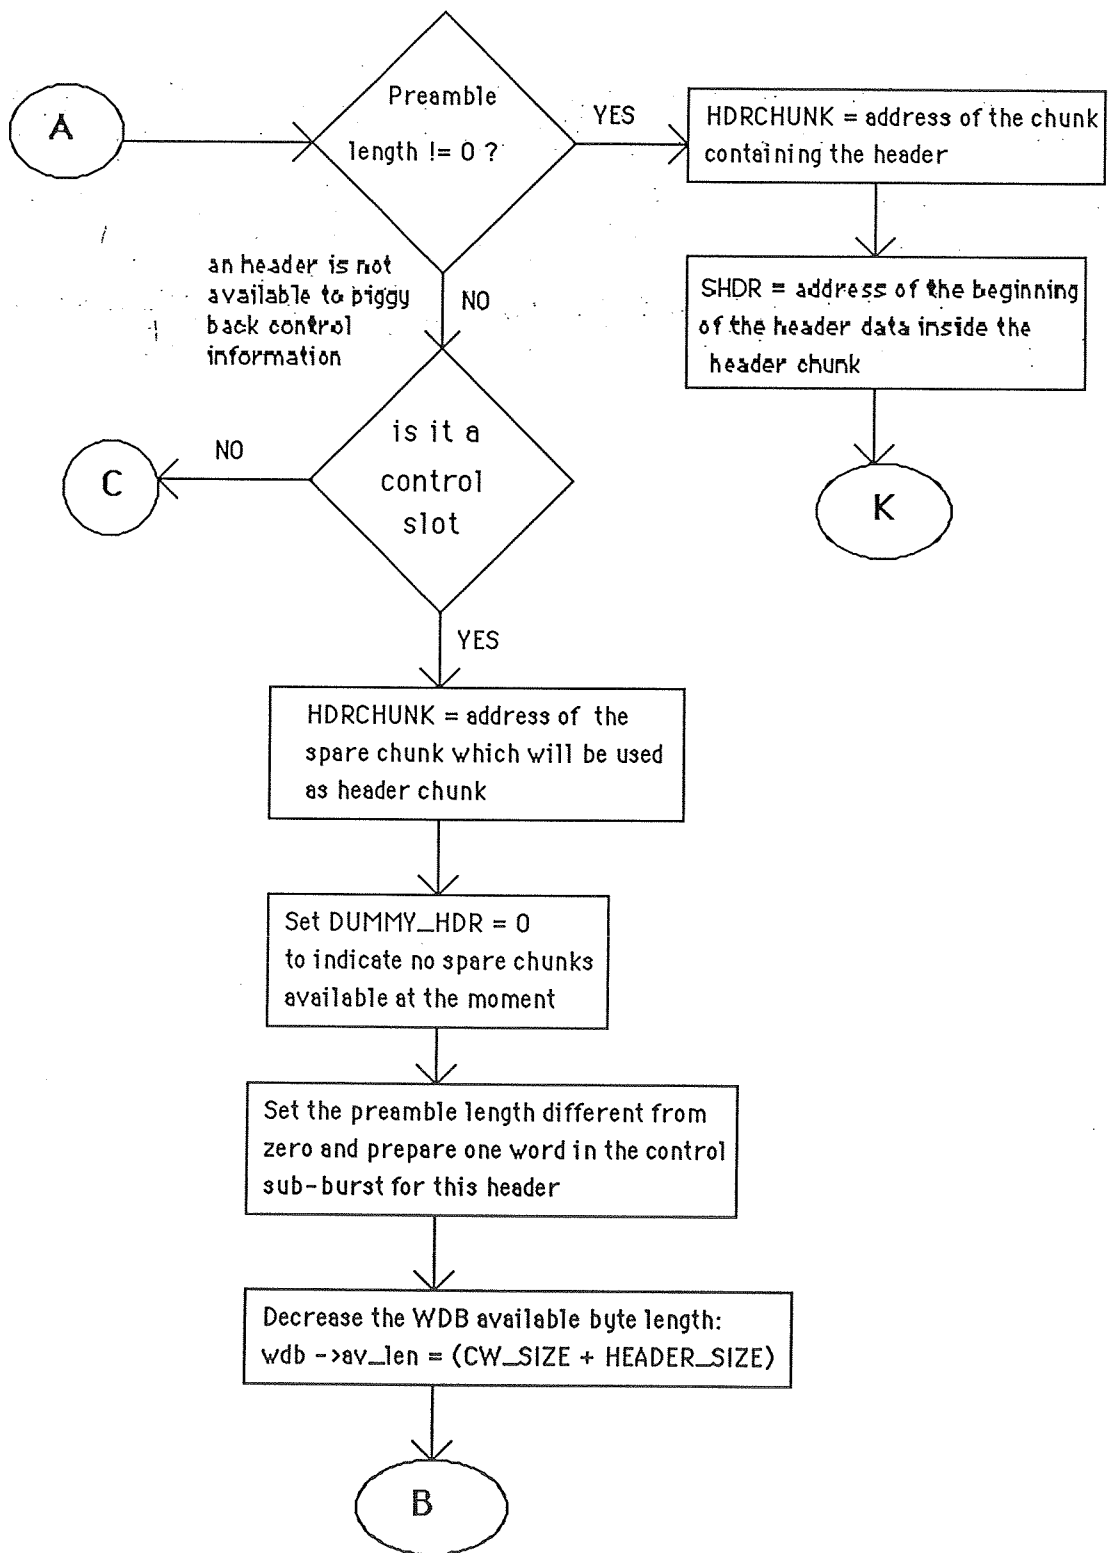 A
Preamble
length != 0 ?
YES
HDRCHUNK = address of the chunk
containing the header
SHDR = address of the beginning
of the header data inside the
header chunk
K
an header is not
available to piggy
back control
information
NO
is it a
control
slot
NO
C
YES
HDRCHUNK = address of the
spare chunk which will be used
as header chunk
Set DUMMY_HDR = 0
to indicate no spare chunks
available at the moment
Set the preamble length different from
zero and prepare one word in the control
sub-burst for this header
Decrease the WDB available byte length:
wdb ->av_len = (CW_SIZE + HEADER_SIZE)
B